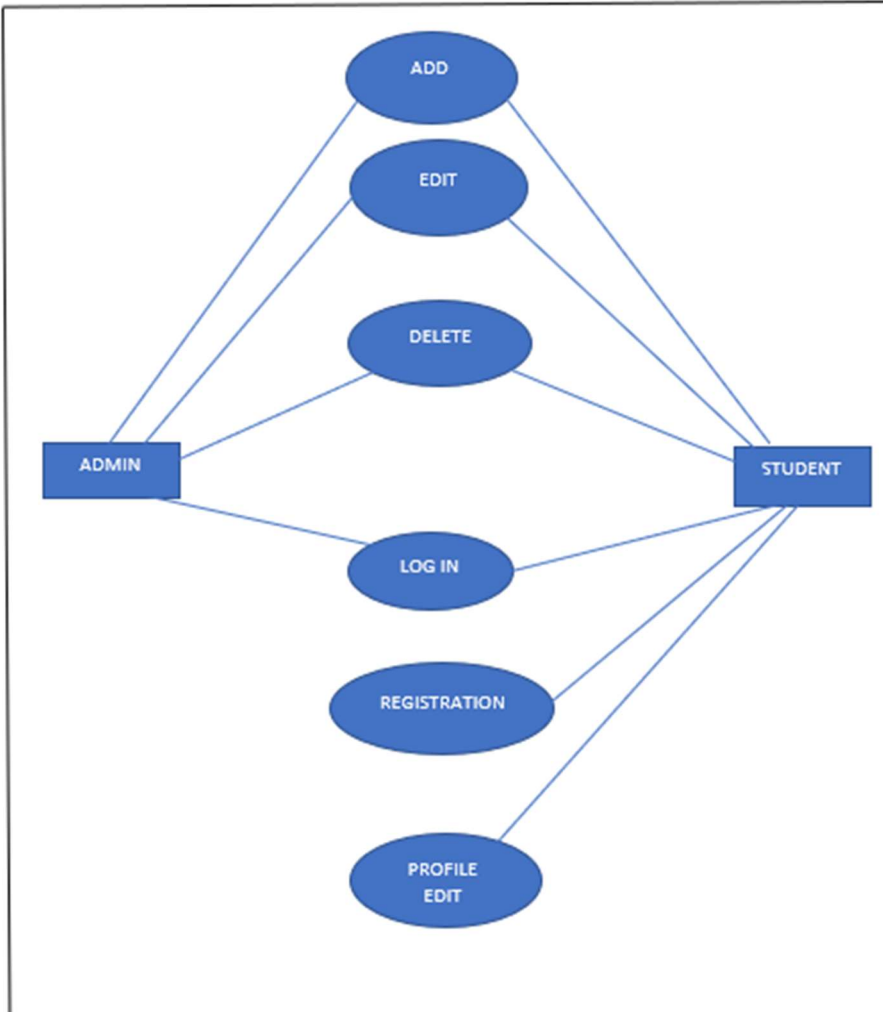 ADD
EDIT
DELETE
ADMIN
STUDENT
LOG IN
REGISTRATION
PROFILE
EDIT